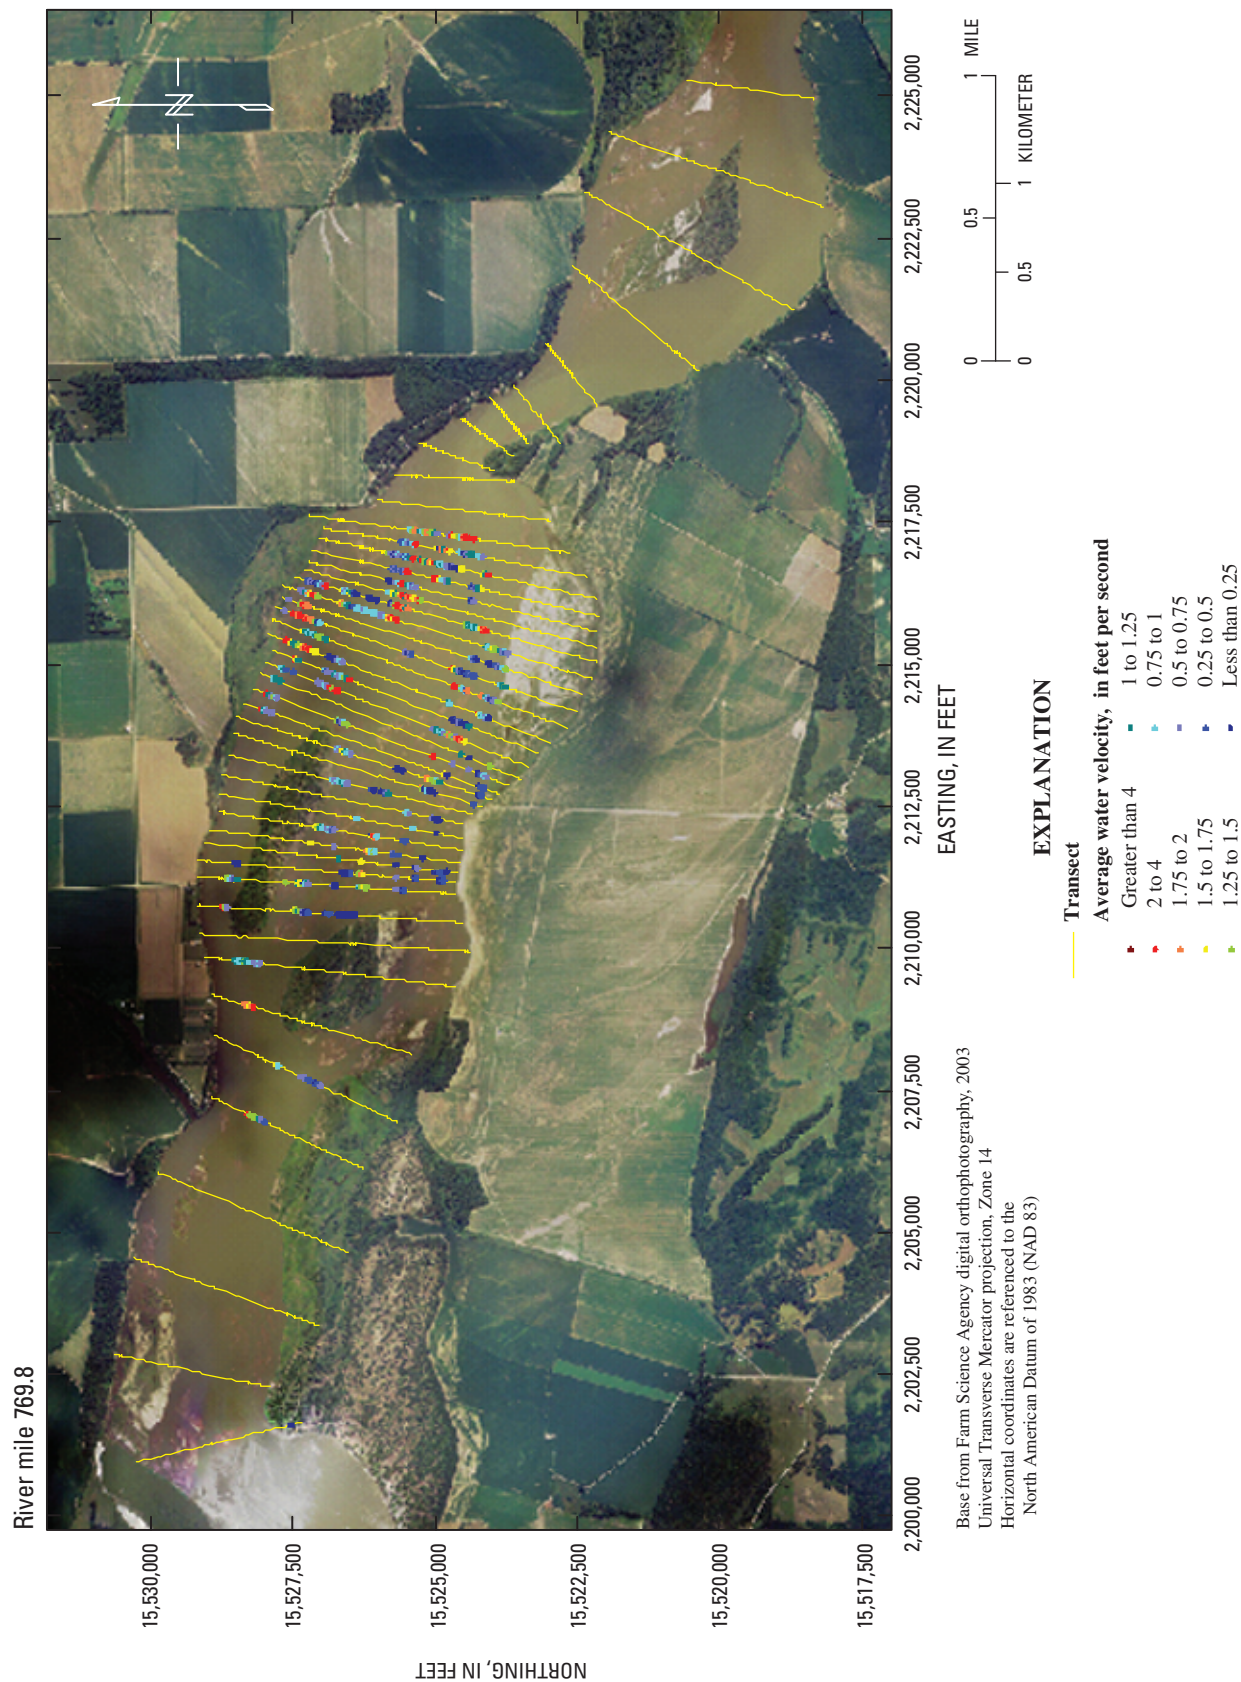 River mile 769.8
15,530,000
15,527,500
15,525,000
15,522,500
15,520,000
15,517,500
NORTHING, IN FEET
N
2,200,000
2,202,500
2,205,000
2,207,500
2,210,000
2,212,500
2,215,000
2,217,500
2,220,000
2,222,500
2,225,000
EASTING, IN FEET
0 0.5 1 MILE
0 0.5 1 KILOMETER
Base from Farm Science Agency digital orthophotography, 2003
Universal Transverse Mercator projection, Zone 14
Horizontal coordinates are referenced to the
North American Datum of 1983 (NAD 83)
EXPLANATION
Transect
Average water velocity, in feet per second
Greater than 4
2 to 4
1.75 to 2
1.5 to 1.75
1.25 to 1.5
1 to 1.25
0.75 to 1
0.5 to 0.75
0.25 to 0.5
Less than 0.25